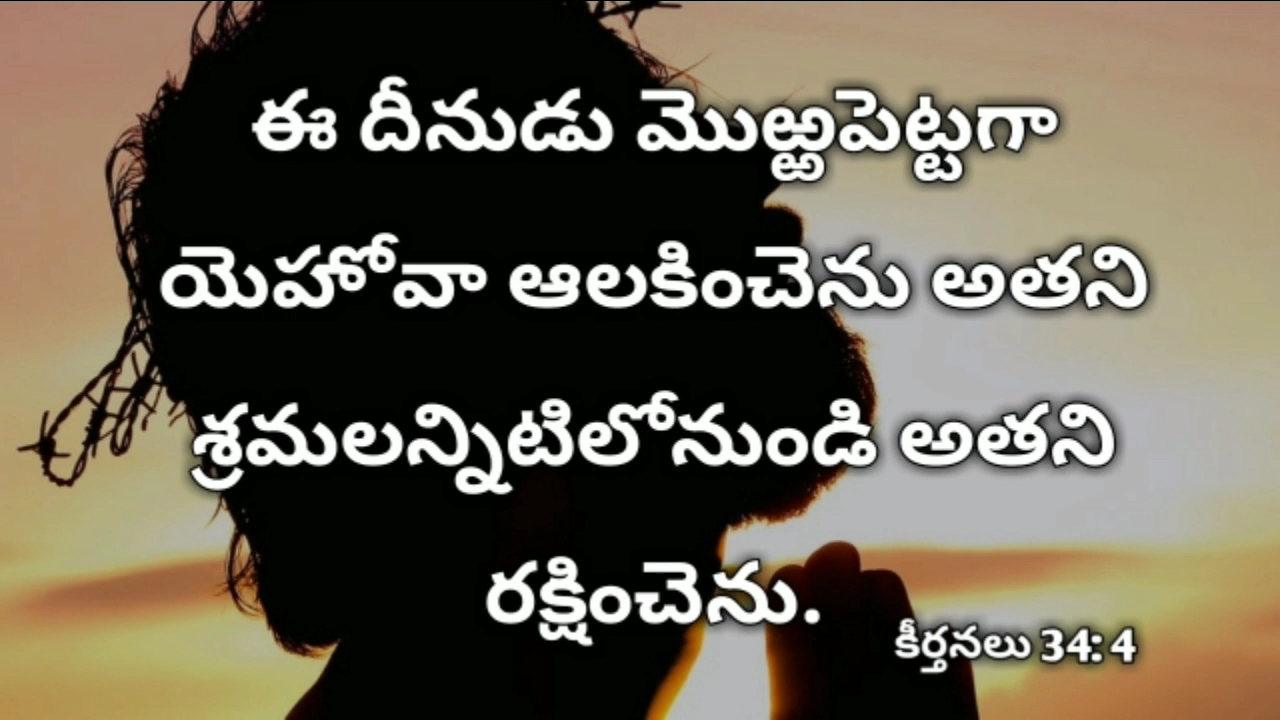 ఈ దీనుడు మొఱ్ఱపెట్టగా
యెహోవా ఆలకించెను అతని
శ్రమలన్నిటిలోనుండి అతని
రక్షించెను.
కీర్తనలు 34: 4